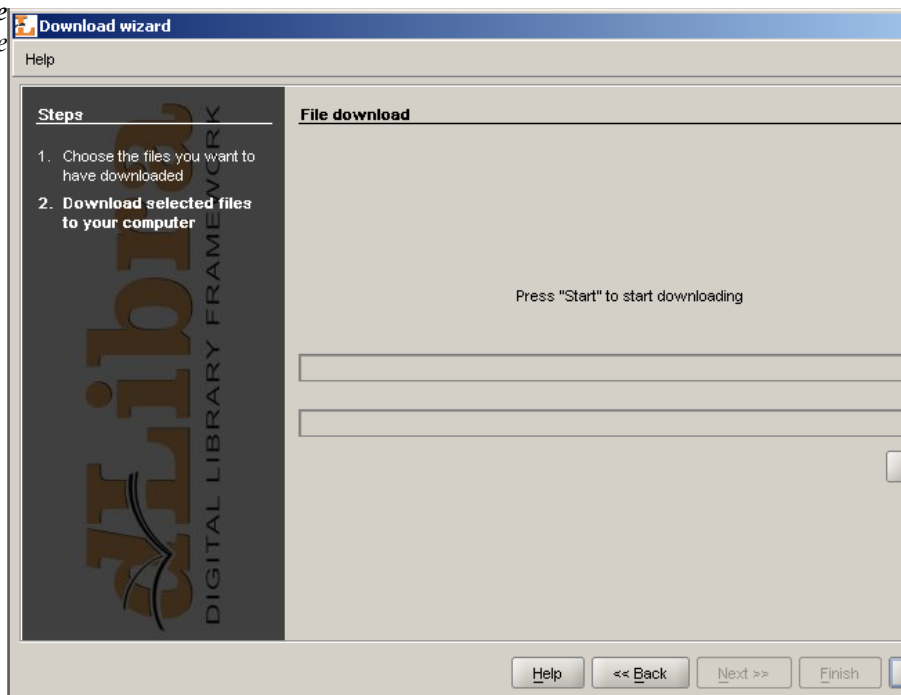 e
e
Download wizard
Help
Steps
1. Choose the files you want to
have downloaded
2. Download selected files
to your computer
dLibra
DIGITAL LIBRARY FRAMEWORK
File download
Press "Start" to start downloading
Help
<< Back
Next >>
Finish